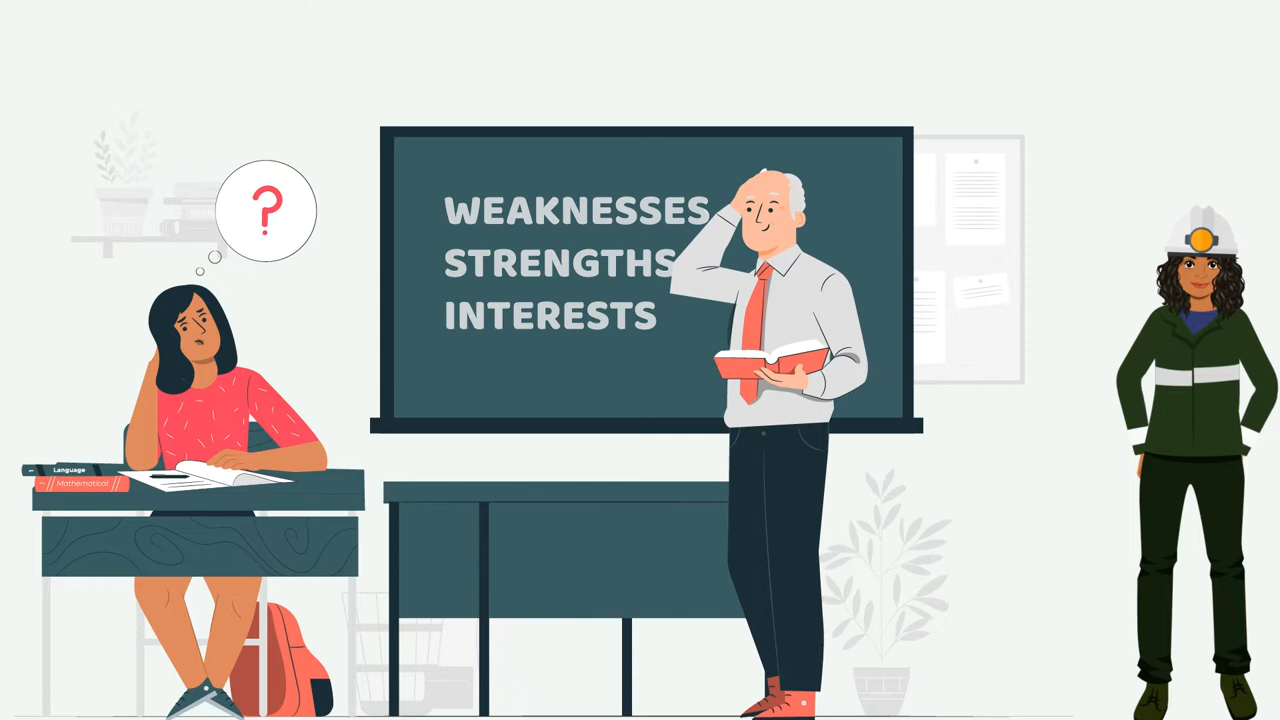 ?
WEAKNESSES
STRENGTHS
INTERESTS
Language
Mathematical